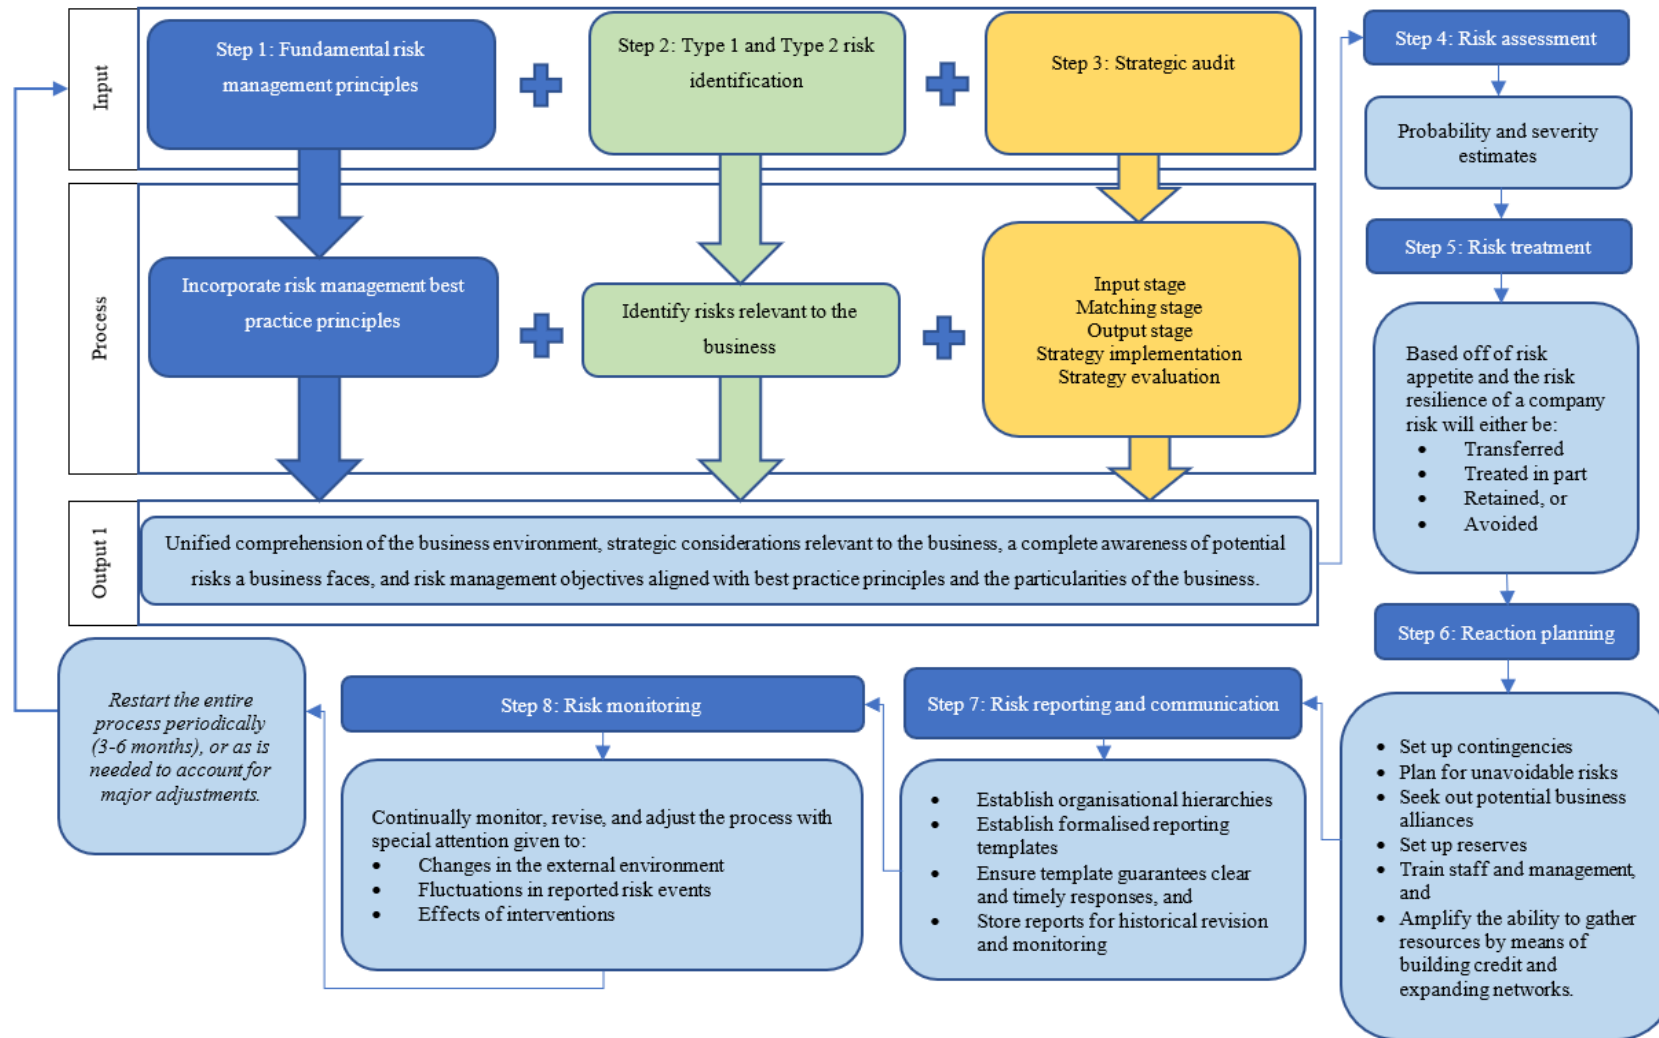 Input
Step 1: Fundamental risk
management principles
Step 2: Type 1 and Type 2 risk
identification
Step 3: Strategic audit
Process
Incorporate risk management best
practice principles
Identify risks relevant to the
business
Input stage
Matching stage
Output stage
Strategy implementation
Strategy evaluation
Output 1
Unified comprehension of the business environment, strategic considerations relevant to the business, a complete awareness of potential
risks a business faces, and risk management objectives aligned with best practice principles and the particularities of the business.
Step 4: Risk assessment
Probability and severity
estimates
Step 5: Risk treatment
Based off of risk
appetite and the risk
resilience of a company
risk will either be:
• Transferred
• Treated in part
• Retained, or
• Avoided
Step 6: Reaction planning
• Set up contingencies
• Plan for unavoidable risks
• Seek out potential business
alliances
• Set up reserves
• Train staff and management,
and
• Amplify the ability to gather
resources by means of
building credit and
expanding networks.
Step 7: Risk reporting and communication
• Establish organisational hierarchies
• Establish formalised reporting
templates
• Ensure template guarantees clear
and timely responses, and
• Store reports for historical revision
and monitoring
Step 8: Risk monitoring
Continually monitor, revise, and adjust the process with
special attention given to:
• Changes in the external environment
• Fluctuations in reported risk events
• Effects of interventions
Restart the entire
process periodically
(3-6 months), or as is
needed to account for
major adjustments.